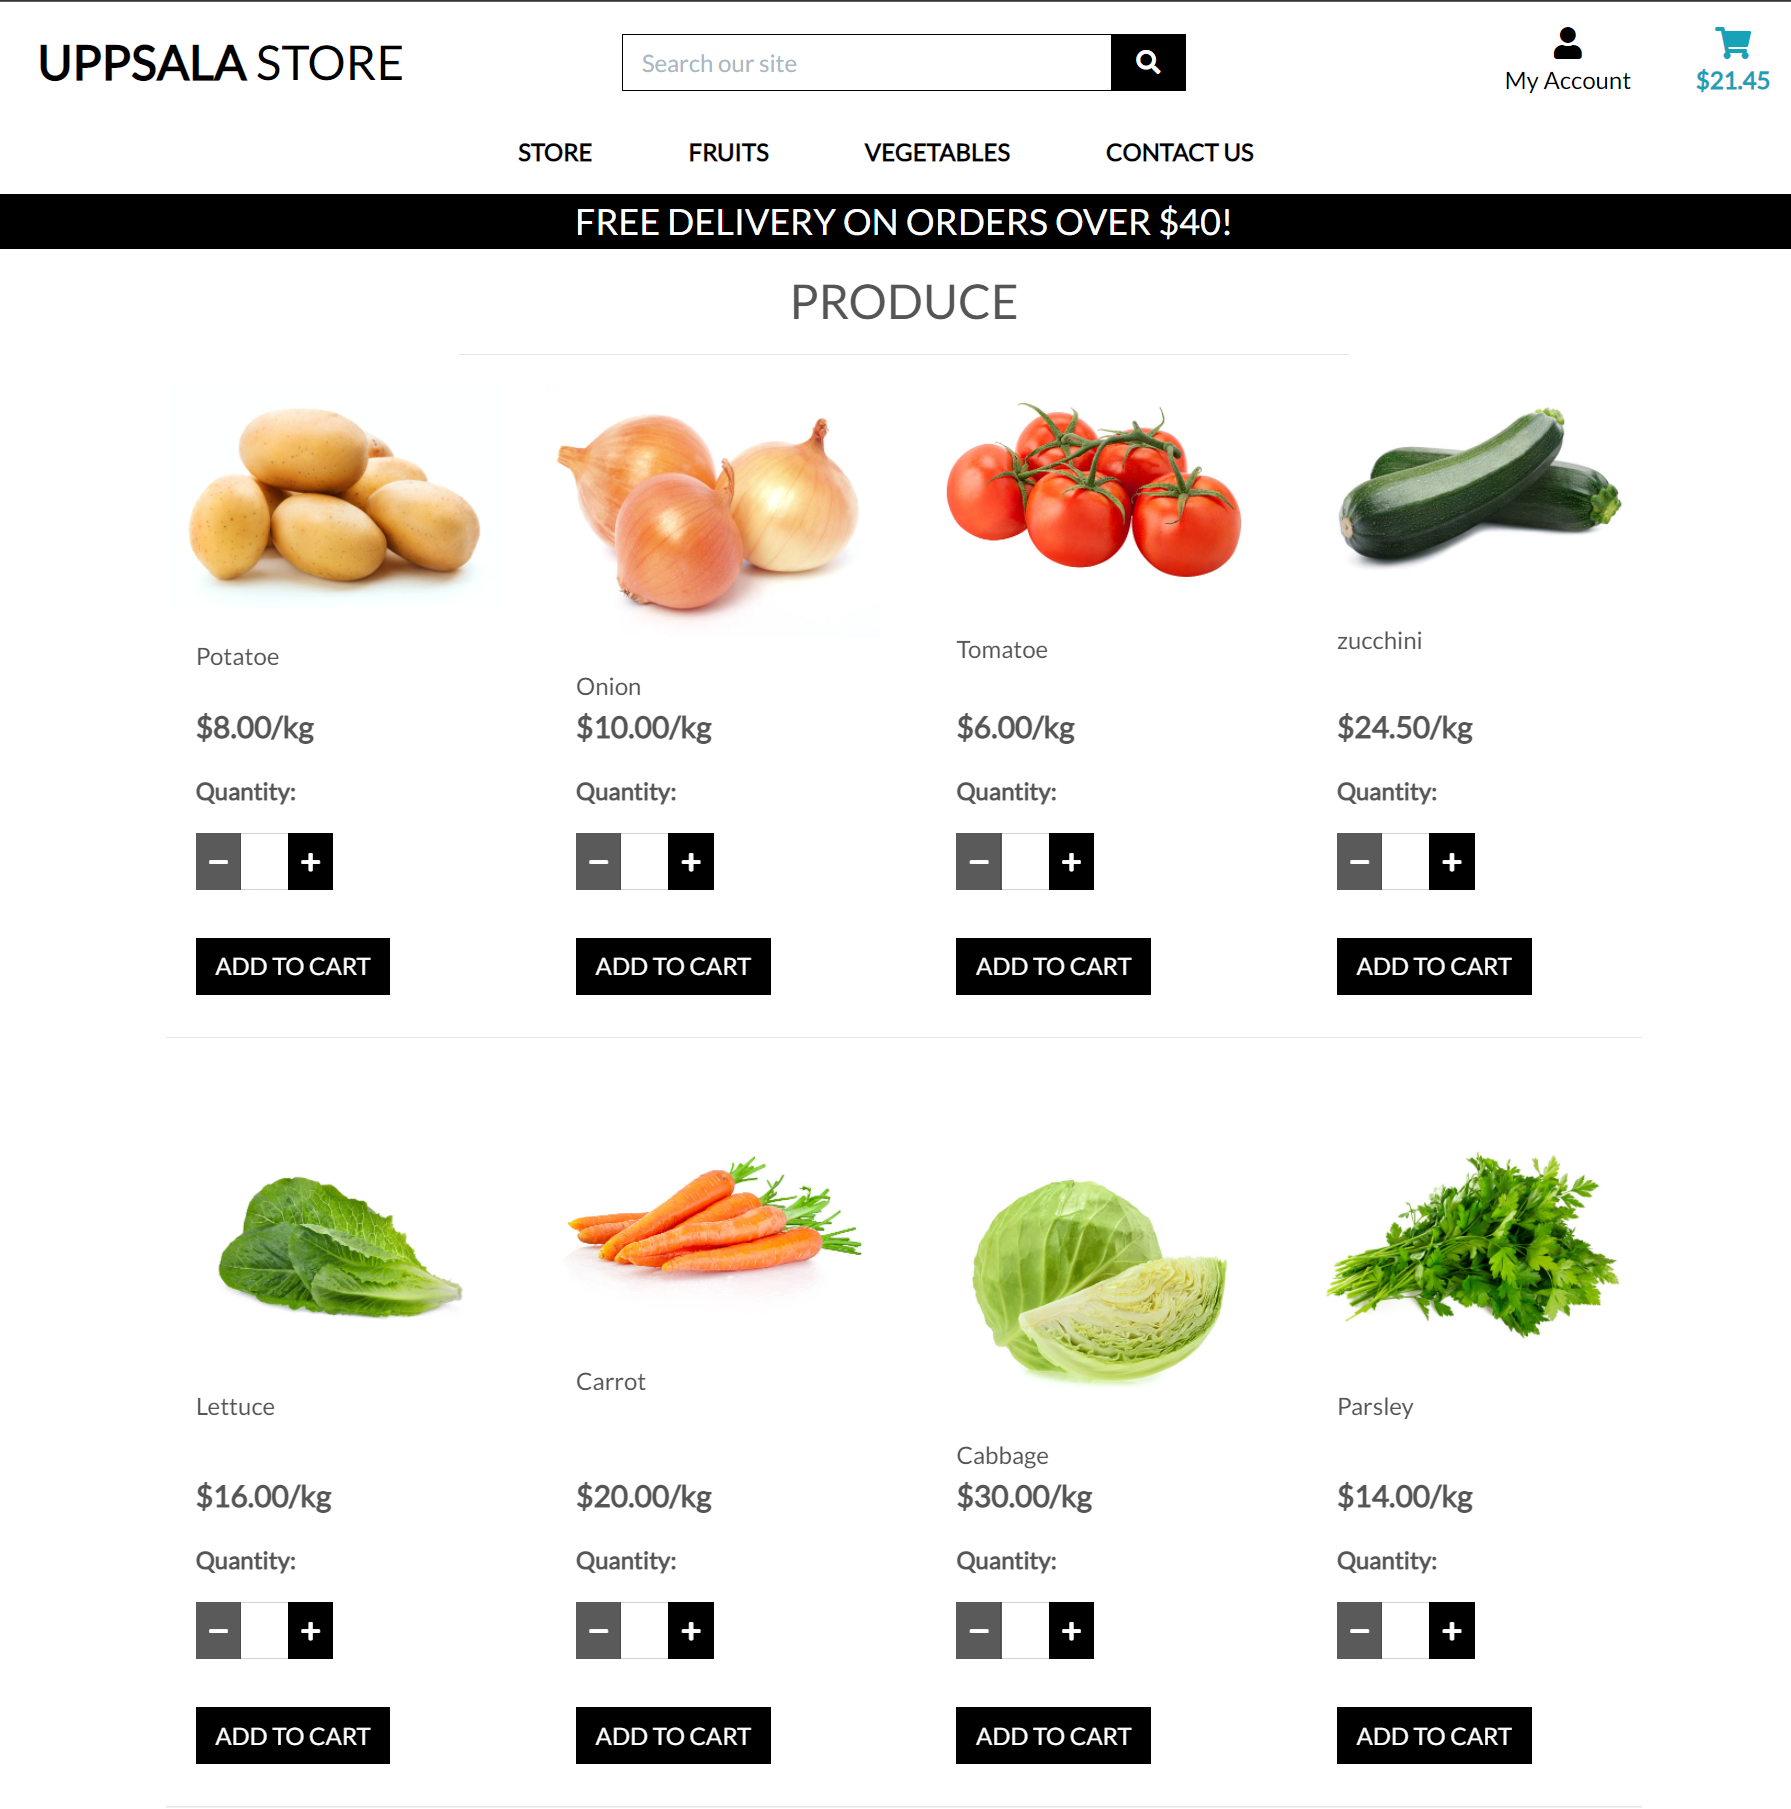 UPPSALA STORE
Search our site
My Account
$21.45
STORE FRUITS VEGETABLES CONTACT US
FREE DELIVERY ON ORDERS OVER $40!
PRODUCE
Potatoe
Onion
Tomatoe
zucchini
$8.00/kg
$10.00/kg
$6.00/kg
$24.50/kg
Quantity:
Quantity:
Quantity:
Quantity:
ADD TO CART
ADD TO CART
ADD TO CART
ADD TO CART
Lettuce
Carrot
Cabbage
Parsley
$16.00/kg
$20.00/kg
$30.00/kg
$14.00/kg
Quantity:
Quantity:
Quantity:
Quantity:
ADD TO CART
ADD TO CART
ADD TO CART
ADD TO CART